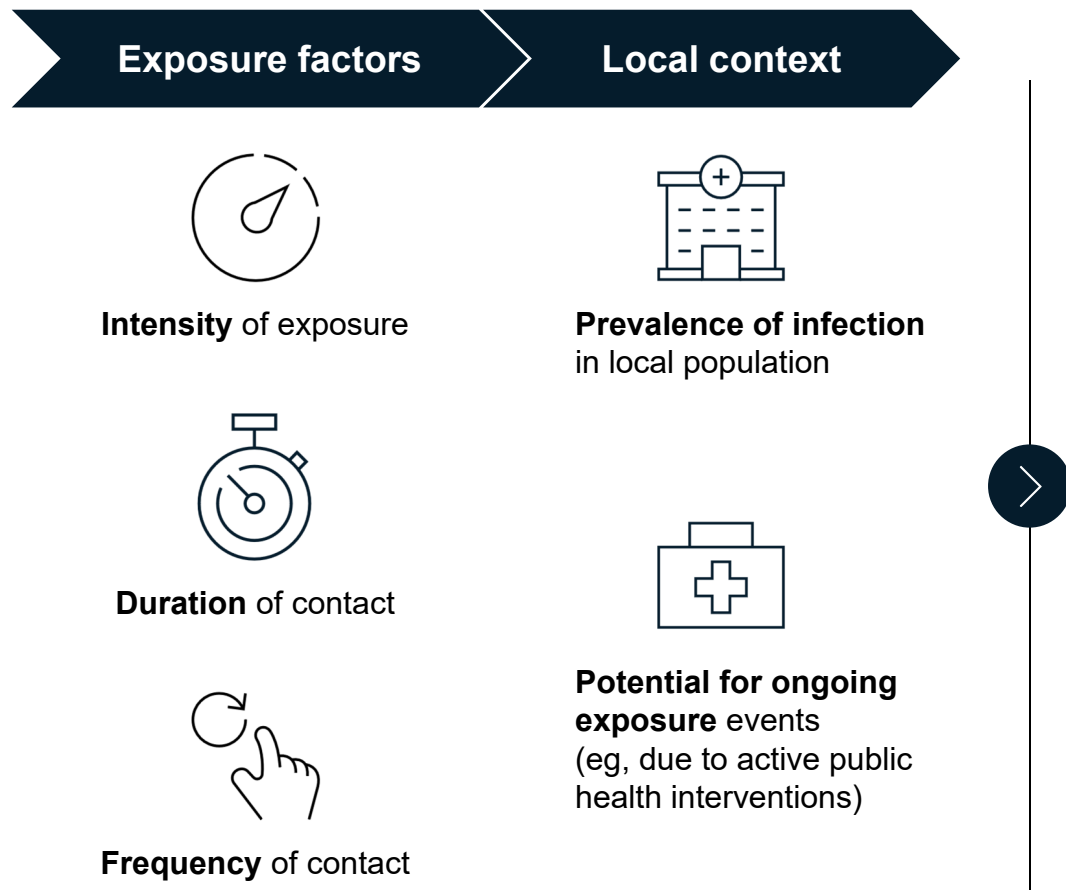 Exposure factors
Local context
Intensity of exposure
Duration of contact
Frequency of contact
Prevalence of infection
in local population
Potential for ongoing
exposure events
(eg, due to active public
health interventions)